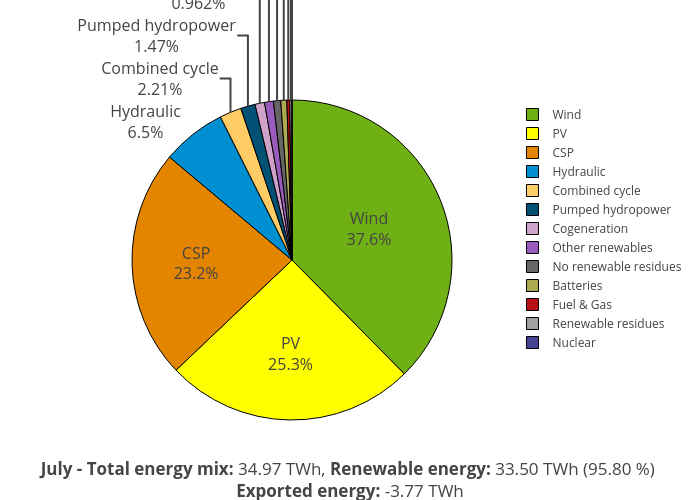 0.962%
Pumped hydropower
1.47%
Combined cycle
2.21%
Hydraulic
6.5%
Wind
37.6%
CSP
23.2%
PV
25.3%
Wind
PV
CSP
Hydraulic
Combined cycle
Pumped hydropower
Cogeneration
Other renewables
No renewable residues
Batteries
Fuel & Gas
Renewable residues
Nuclear
July - Total energy mix: 34.97 TWh, Renewable energy: 33.50 TWh (95.80 %)
Exported energy: -3.77 TWh